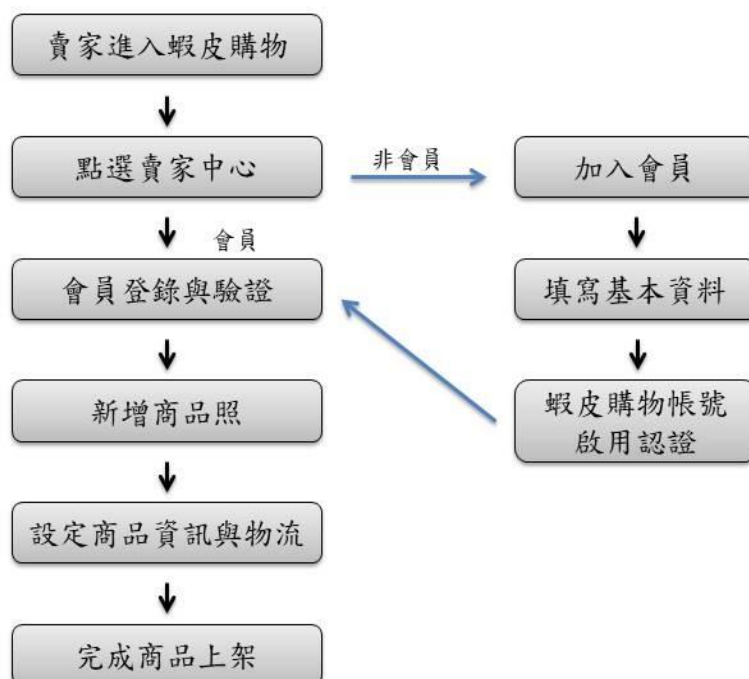 賣家進入蝦皮購物
點選賣家中心
非會員
加入會員
會員
會員登錄與驗證
填寫基本資料
新增商品照
蝦皮購物帳號
啟用認證
設定商品資訊與物流
完成商品上架